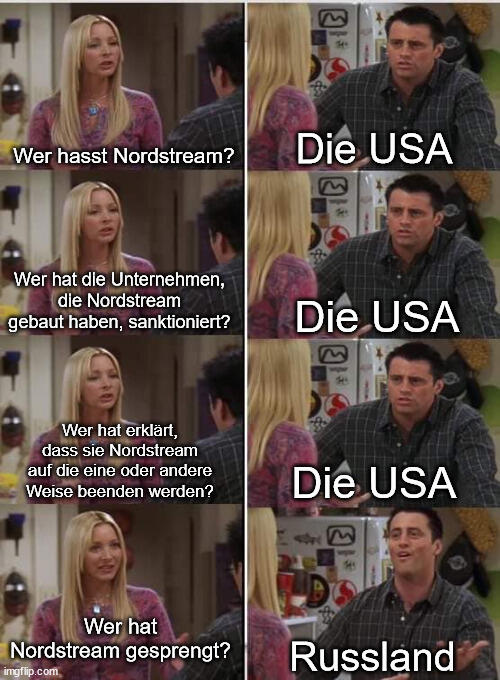 Wer hasst Nordstream?
Die USA
Wer hat die Unternehmen,
die Nordstream
gebaut haben, sanktioniert?
Die USA
Wer hat erklärt,
dass sie Nordstream
auf die eine oder andere
Weise beenden werden?
Die USA
Wer hat
Nordstream gesprengt?
Russland
imgflip.com